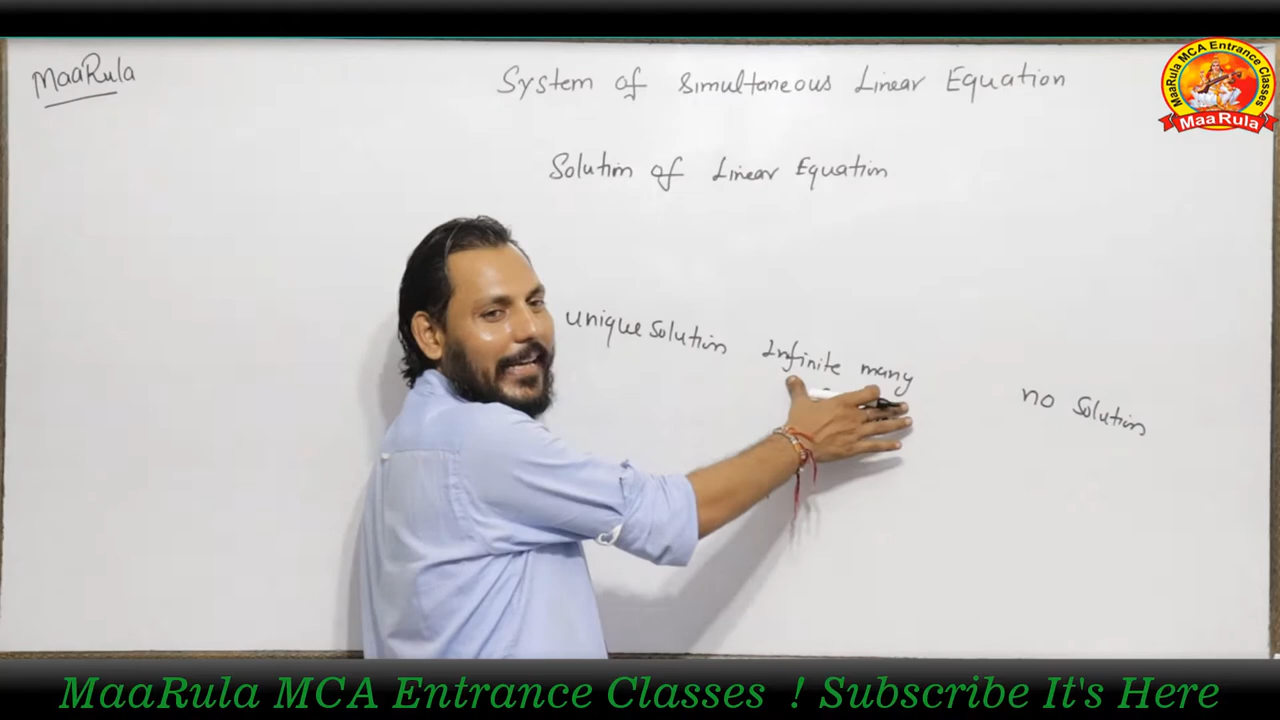 MaaRula
System of Simultaneous Linear Equation
MaaRula MCA Entrance Classes
MaaRula
Solution of Linear Equation
unique solution
Infinite many
no solution
MaaRula MCA Entrance Classes ! Subscribe It's Here